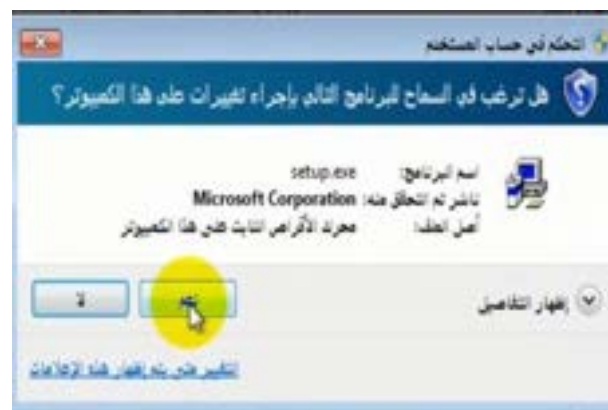 التحكم في حساب المستخدم
هل ترغب في السماح للبرنامج التالي بإجراء تغييرات على هذا الكمبيوتر؟
اسم البرنامج: setup.exe
ناشر تم التحقق منه: Microsoft Corporation
أصل الملف: محرك الأقراص الثابت على هذا الكمبيوتر
إظهار التفاصيل
نعم
لا
التغيير متى يتم إظهار هذه الإعلامات